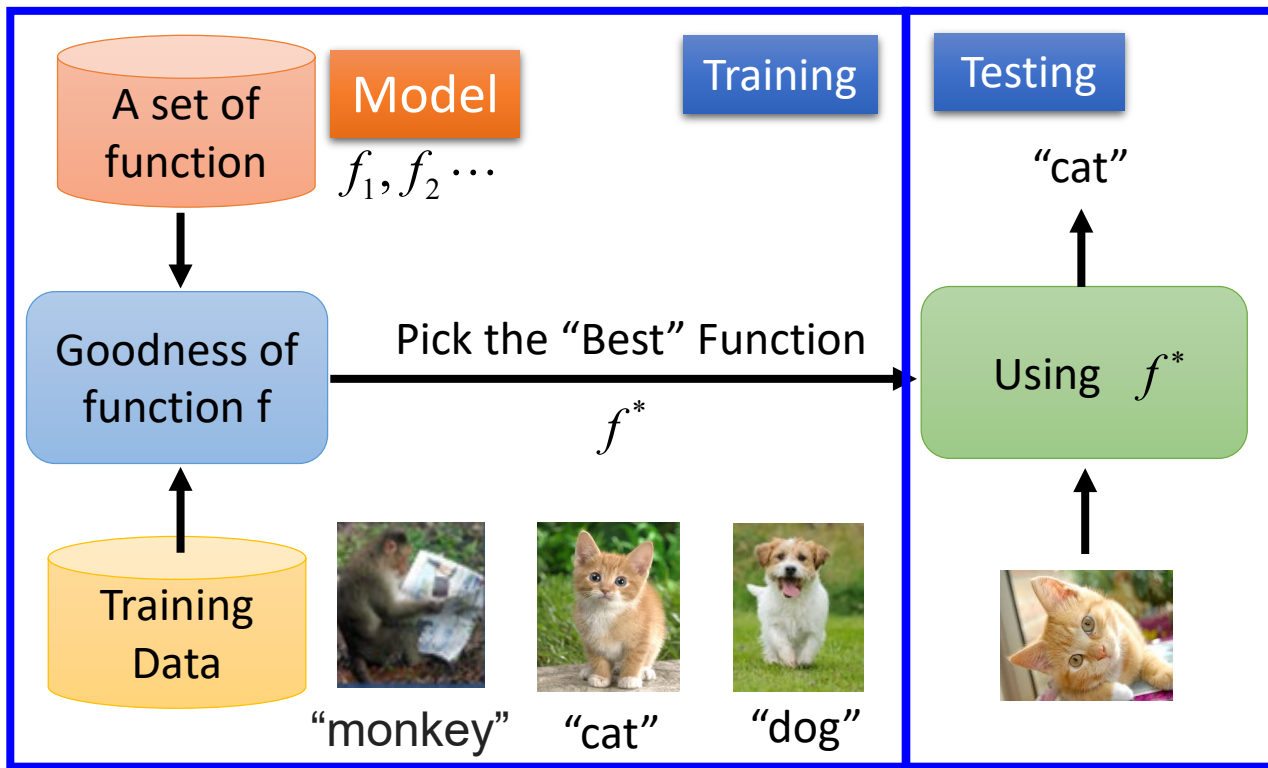 A set of
function
Model
f₁, f₂ ⋯
Training
Goodness of
function f
Pick the “Best” Function
f*
Training
Data
“monkey”
“cat”
“dog”
Testing
“cat”
Using f*